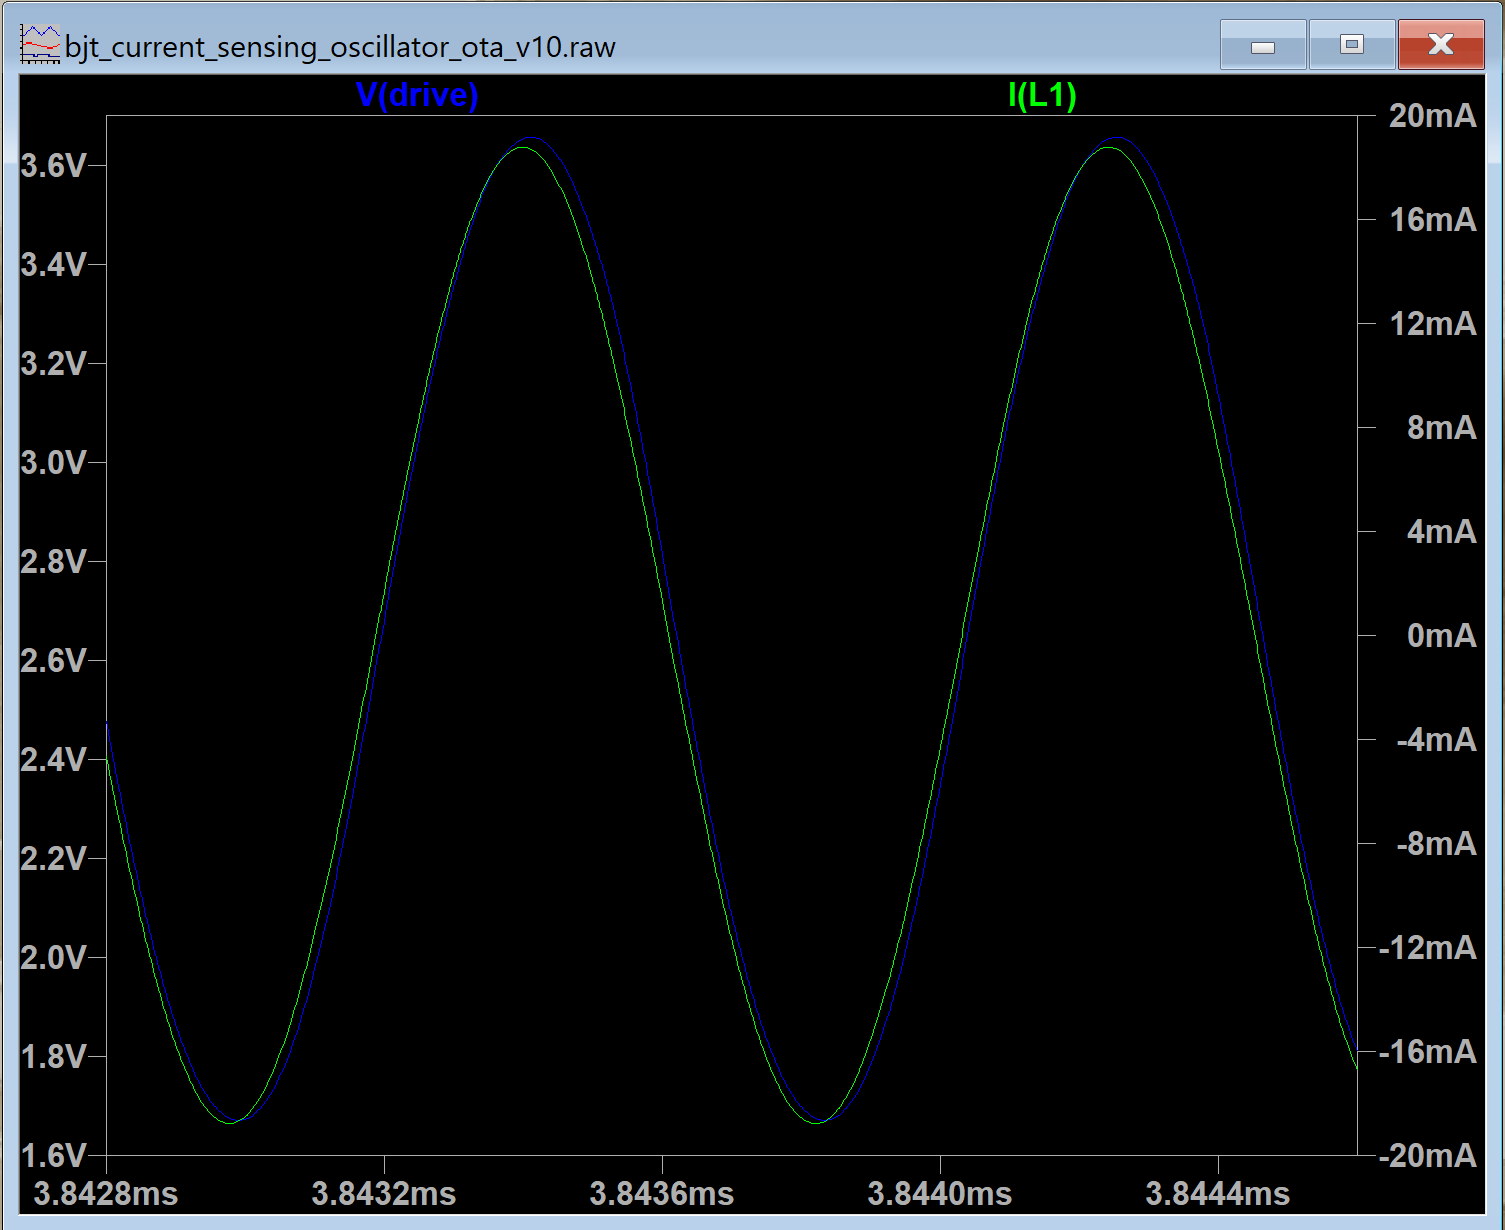 bjt_current_sensing_oscillator_ota_v10.raw
V(drive) I(L1)
20mA
3.6V
16mA
3.4V
12mA
3.2V
8mA
3.0V
4mA
2.8V
0mA
2.6V
-4mA
2.4V
-8mA
2.2V
-12mA
2.0V
-16mA
1.8V
-20mA
1.6V
3.8428ms 3.8432ms 3.8436ms 3.8440ms 3.8444ms